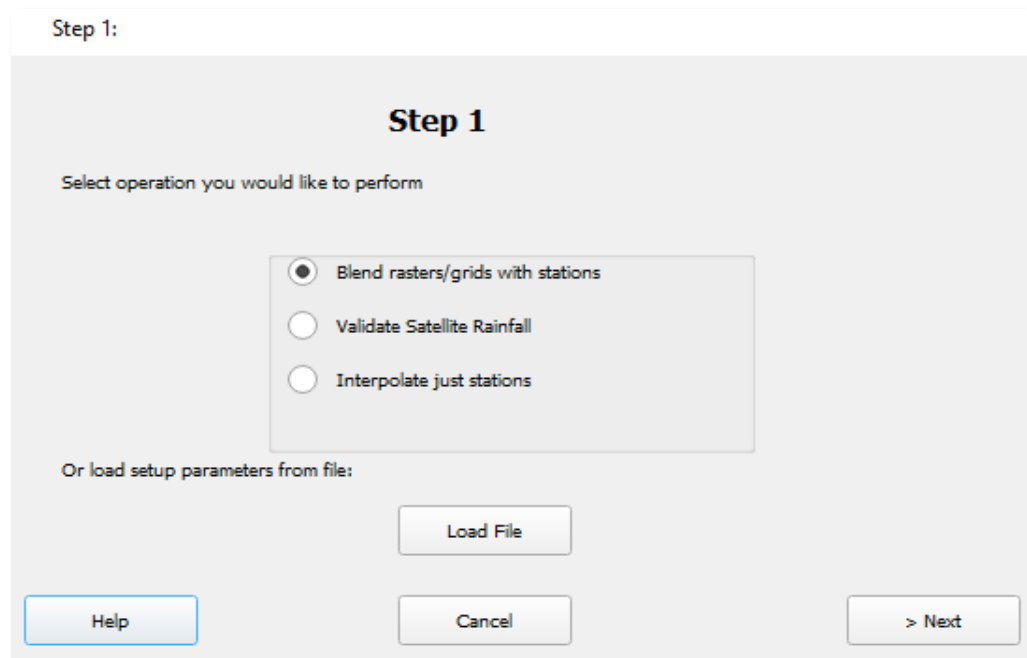 Step 1:
Step 1
Select operation you would like to perform
Blend rasters/grids with stations
Validate Satellite Rainfall
Interpolate just stations
Or load setup parameters from file:
Load File
Help
Cancel
> Next